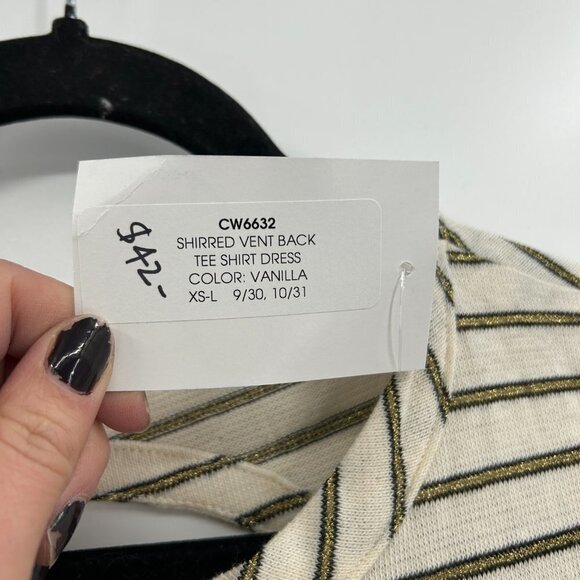 CW6632
SHIRRED VENT BACK
TEE SHIRT DRESS
COLOR: VANILLA
XS-L 9/30, 10/31
$42-